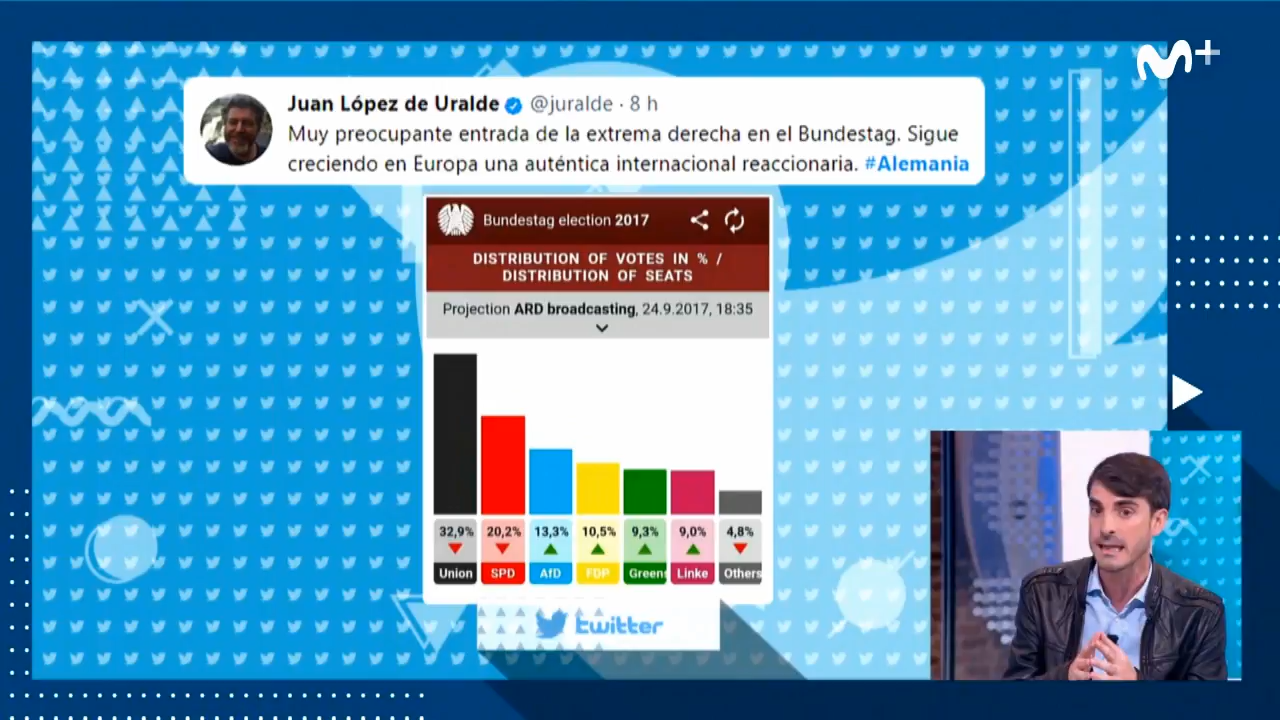 M+
Juan López de Uralde @juralde · 8 h
Muy preocupante entrada de la extrema derecha en el Bundestag. Sigue
creciendo en Europa una auténtica internacional reaccionaria. #Alemania
Bundestag election 2017
DISTRIBUTION OF VOTES IN % /
DISTRIBUTION OF SEATS
Projection ARD broadcasting, 24.9.2017, 18:35
32,9% 20,2% 13,3% 10,5% 9,3% 9,0% 4,8%
Union SPD AfD FDP Greens Linke Others
twitter